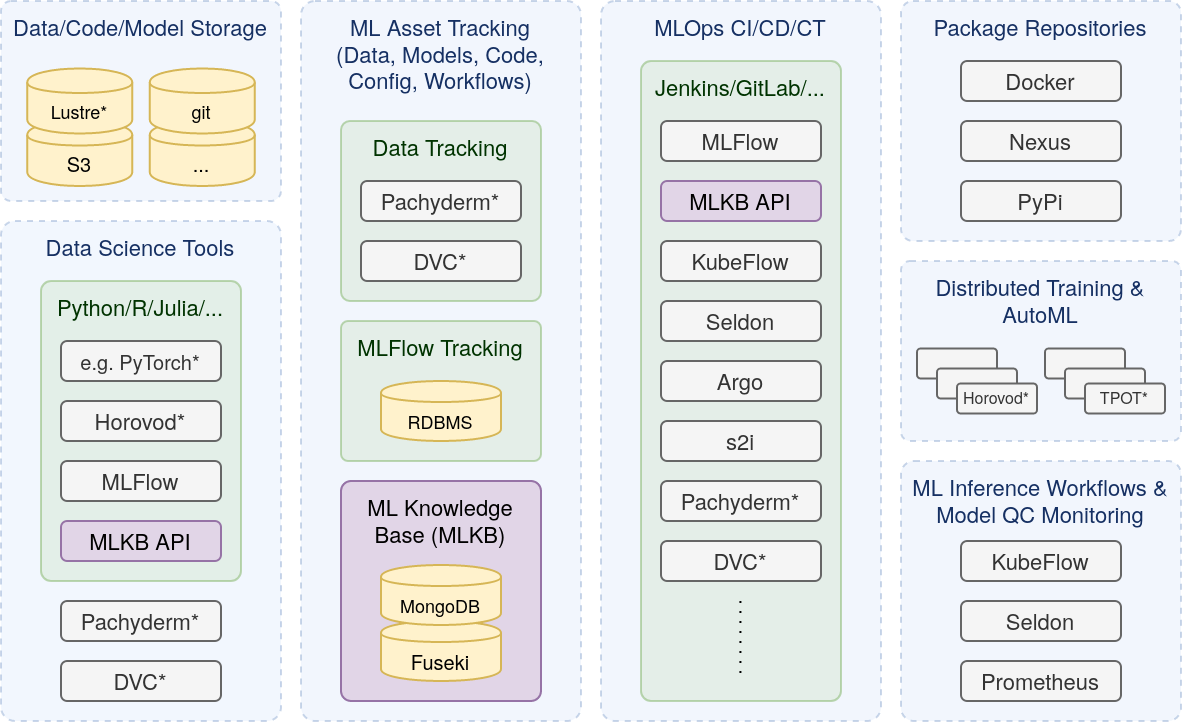 Data/Code/Model Storage
Lustre*
git
S3
...
Data Science Tools
Python/R/Julia/...
e.g. PyTorch*
Horovod*
MLFlow
MLKB API
Pachyderm*
DVC*
ML Asset Tracking
(Data, Models, Code,
Config, Workflows)
Data Tracking
Pachyderm*
DVC*
MLFlow Tracking
RDBMS
ML Knowledge
Base (MLKB)
MongoDB
Fuseki
MLOps CI/CD/CT
Jenkins/GitLab/...
MLFlow
MLKB API
KubeFlow
Seldon
Argo
s2i
Pachyderm*
DVC*
Package Repositories
Docker
Nexus
PyPi
Distributed Training &
AutoML
Horovod*
TPOT*
ML Inference Workflows &
Model QC Monitoring
KubeFlow
Seldon
Prometheus